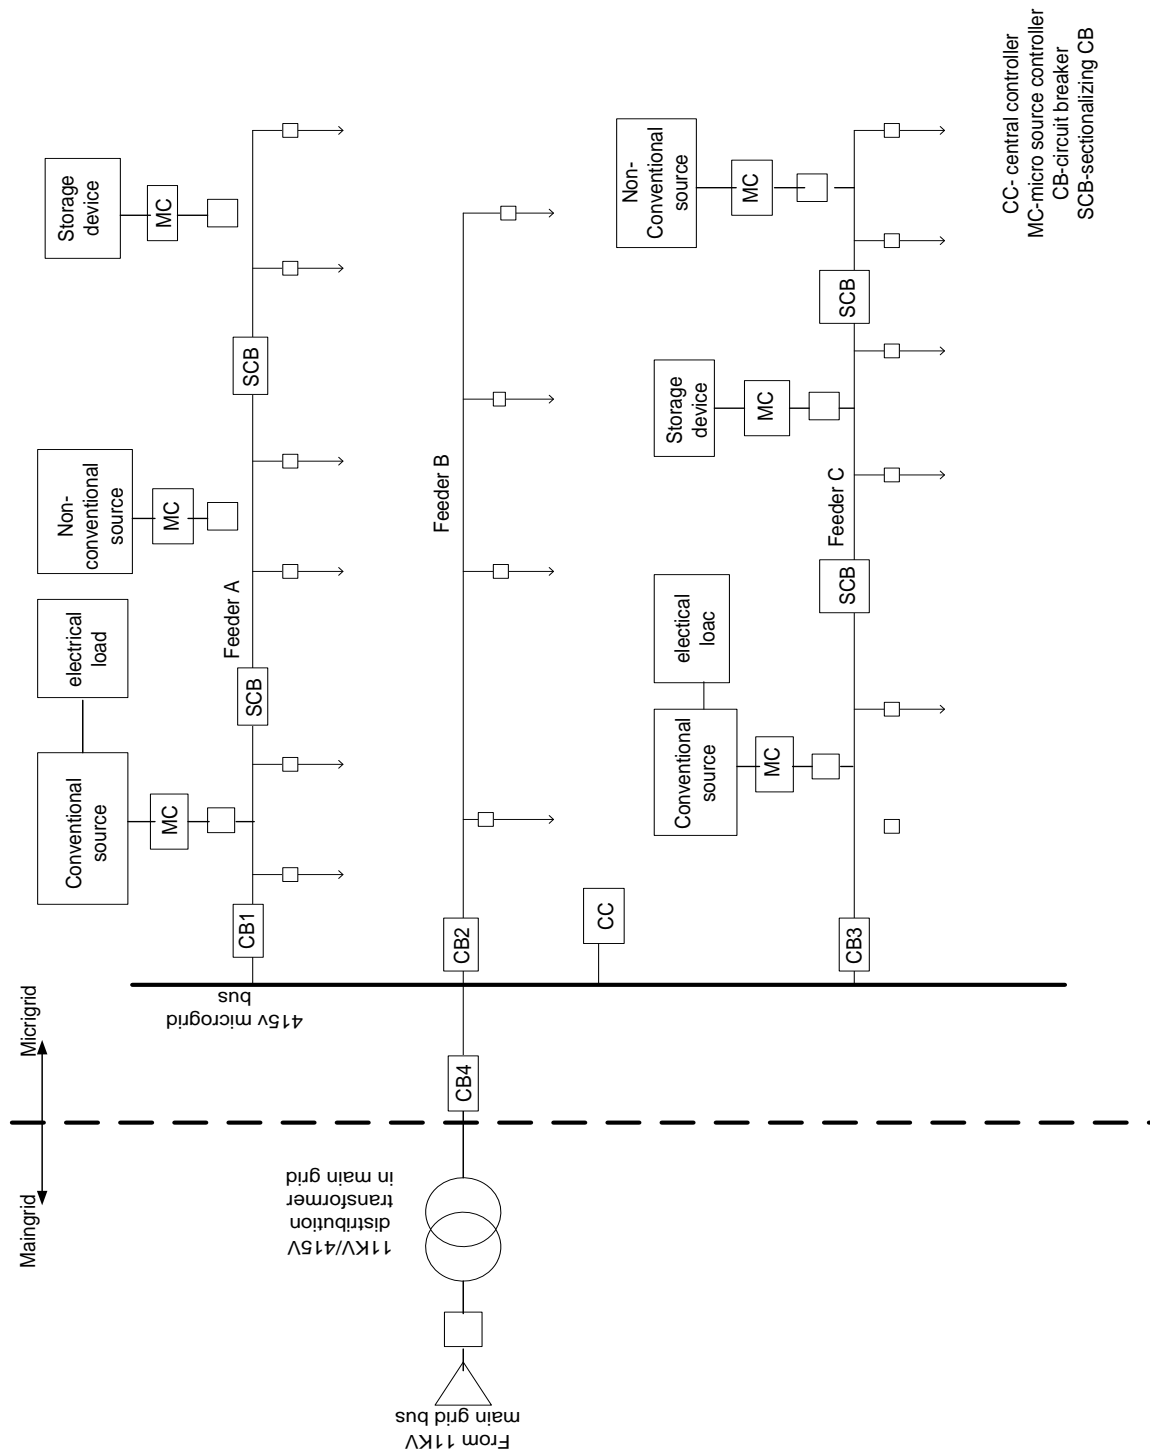 Maingrid
Micrigrid
From 11KV
main grid bus
11KV/415V
distribution
transformer
in main grid
CB4
415v microgrid
bus
CB1
Conventional
source
electrical
load
MC
SCB
Feeder A
Non-
conventional
source
MC
SCB
Storage
device
MC
CB2
Feeder B
CC
CB3
Conventional
source
electical
loac
MC
SCB
Feeder C
Storage
device
MC
SCB
Non-
Conventional
source
MC
CC- central controller
MC-micro source controller
CB-circuit breaker
SCB-sectionalizing CB